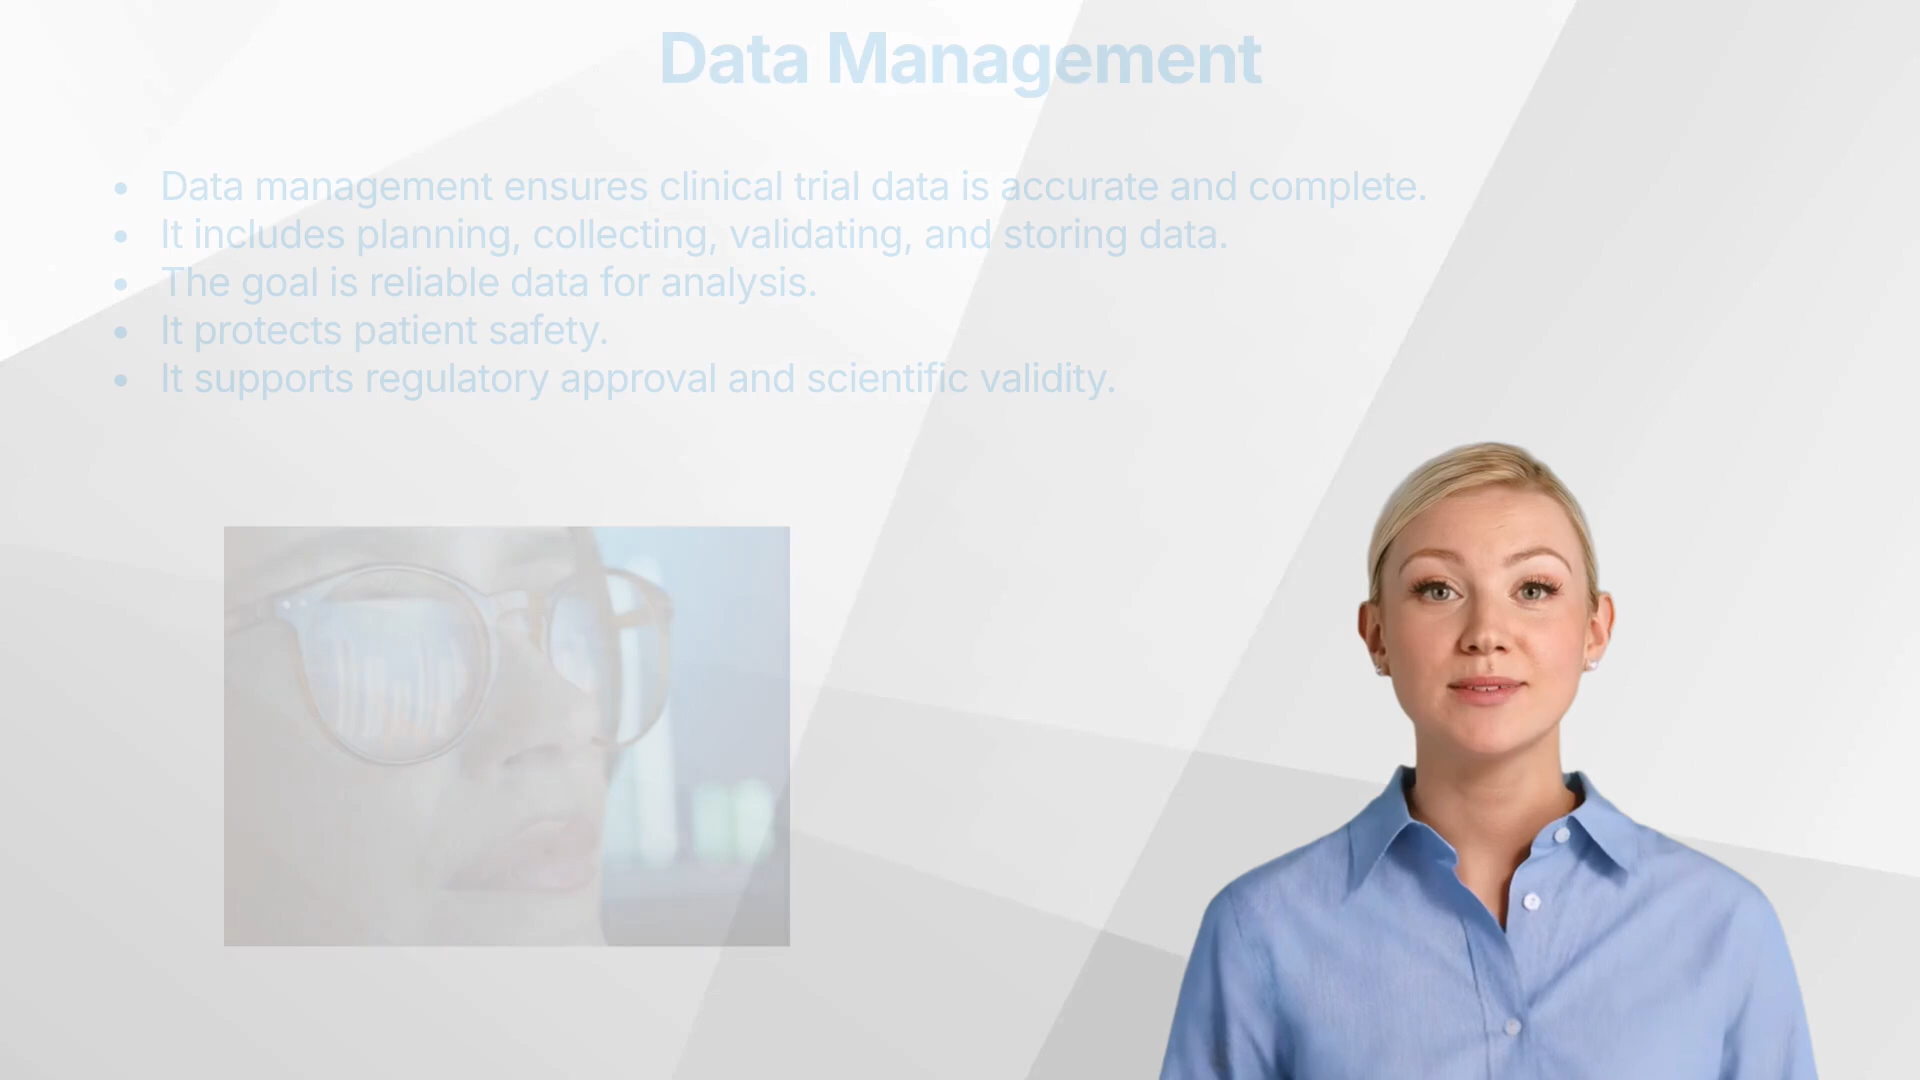 Data Management
• Data management ensures clinical trial data is accurate and complete.
• It includes planning, collecting, validating, and storing data.
• The goal is reliable data for analysis.
• It protects patient safety.
• It supports regulatory approval and scientific validity.